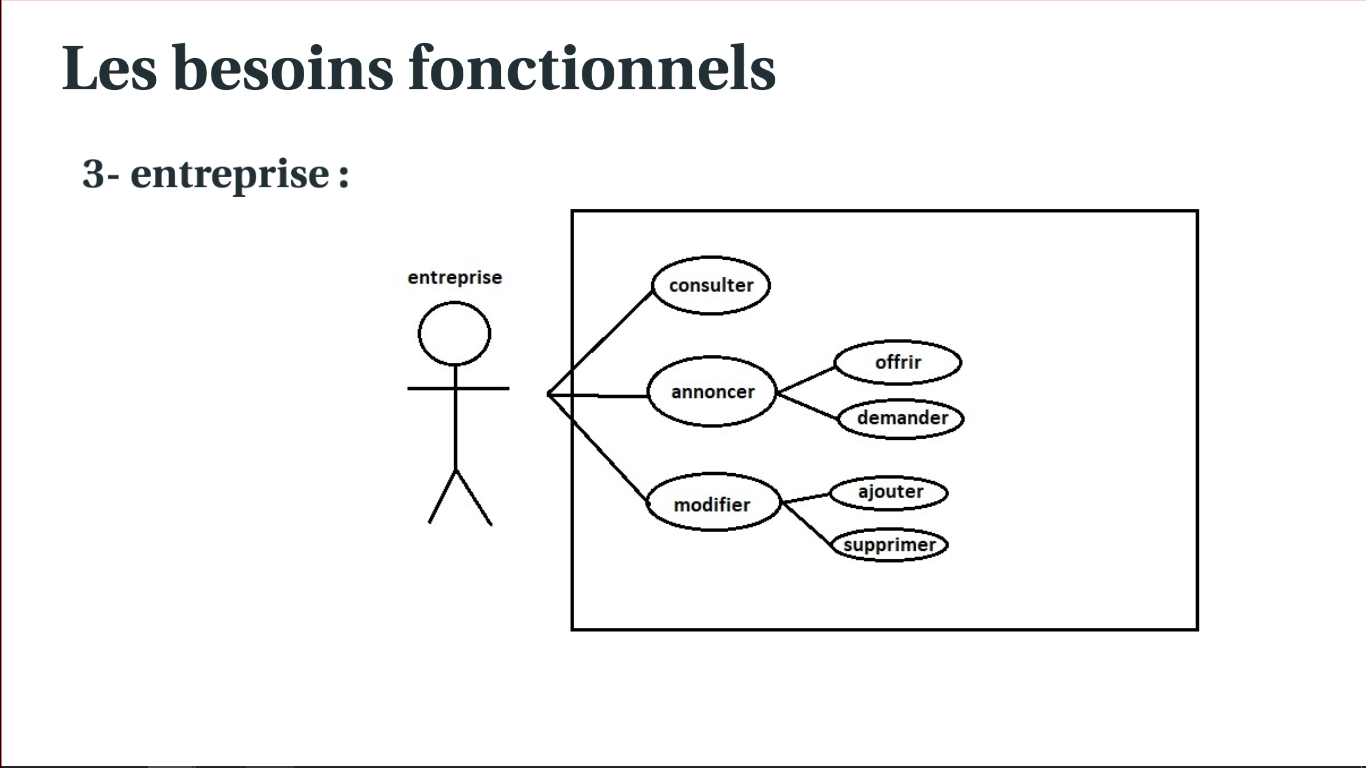 Les besoins fonctionnels
3- entreprise :
entreprise
consulter
annoncer
offrir
demander
modifier
ajouter
supprimer